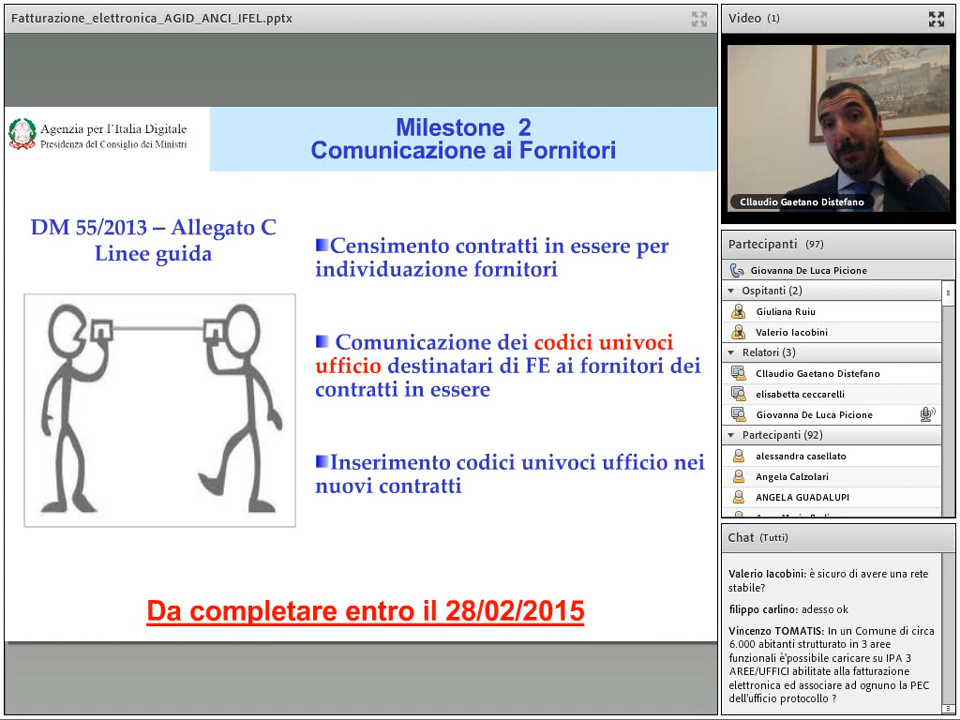 Fatturazione_elettronica_AGID_ANCI_IFEL.pptx
Agenzia per l'Italia Digitale
Presidenza del Consiglio dei Ministri
Milestone 2
Comunicazione ai Fornitori
DM 55/2013 – Allegato C
Linee guida
Censimento contratti in essere per
individuazione fornitori
Comunicazione dei codici univoci
ufficio destinatari di FE ai fornitori dei
contratti in essere
Inserimento codici univoci ufficio nei
nuovi contratti
Da completare entro il 28/02/2015
Video (1)
Cllaudio Gaetano Distefano
Partecipanti (97)
Giovanna De Luca Picione
Ospitanti (2)
Giuliana Ruiu
Valerio Iacobini
Relatori (3)
Cllaudio Gaetano Distefano
elisabetta ceccarelli
Giovanna De Luca Picione
Partecipanti (92)
alessandra casellato
Angela Calzolari
ANGELA GUADALUPI
Chat (Tutti)
Valerio Iacobini: è sicuro di avere una rete
stabile?
filippo carlino: adesso ok
Vincenzo TOMATIS: In un Comune di circa
6.000 abitanti strutturato in 3 aree
funzionali è'possibile caricare su IPA 3
AREE/UFFICI abilitate alla fatturazione
elettronica ed associare ad ognuno la PEC
dell'ufficio protocollo ?